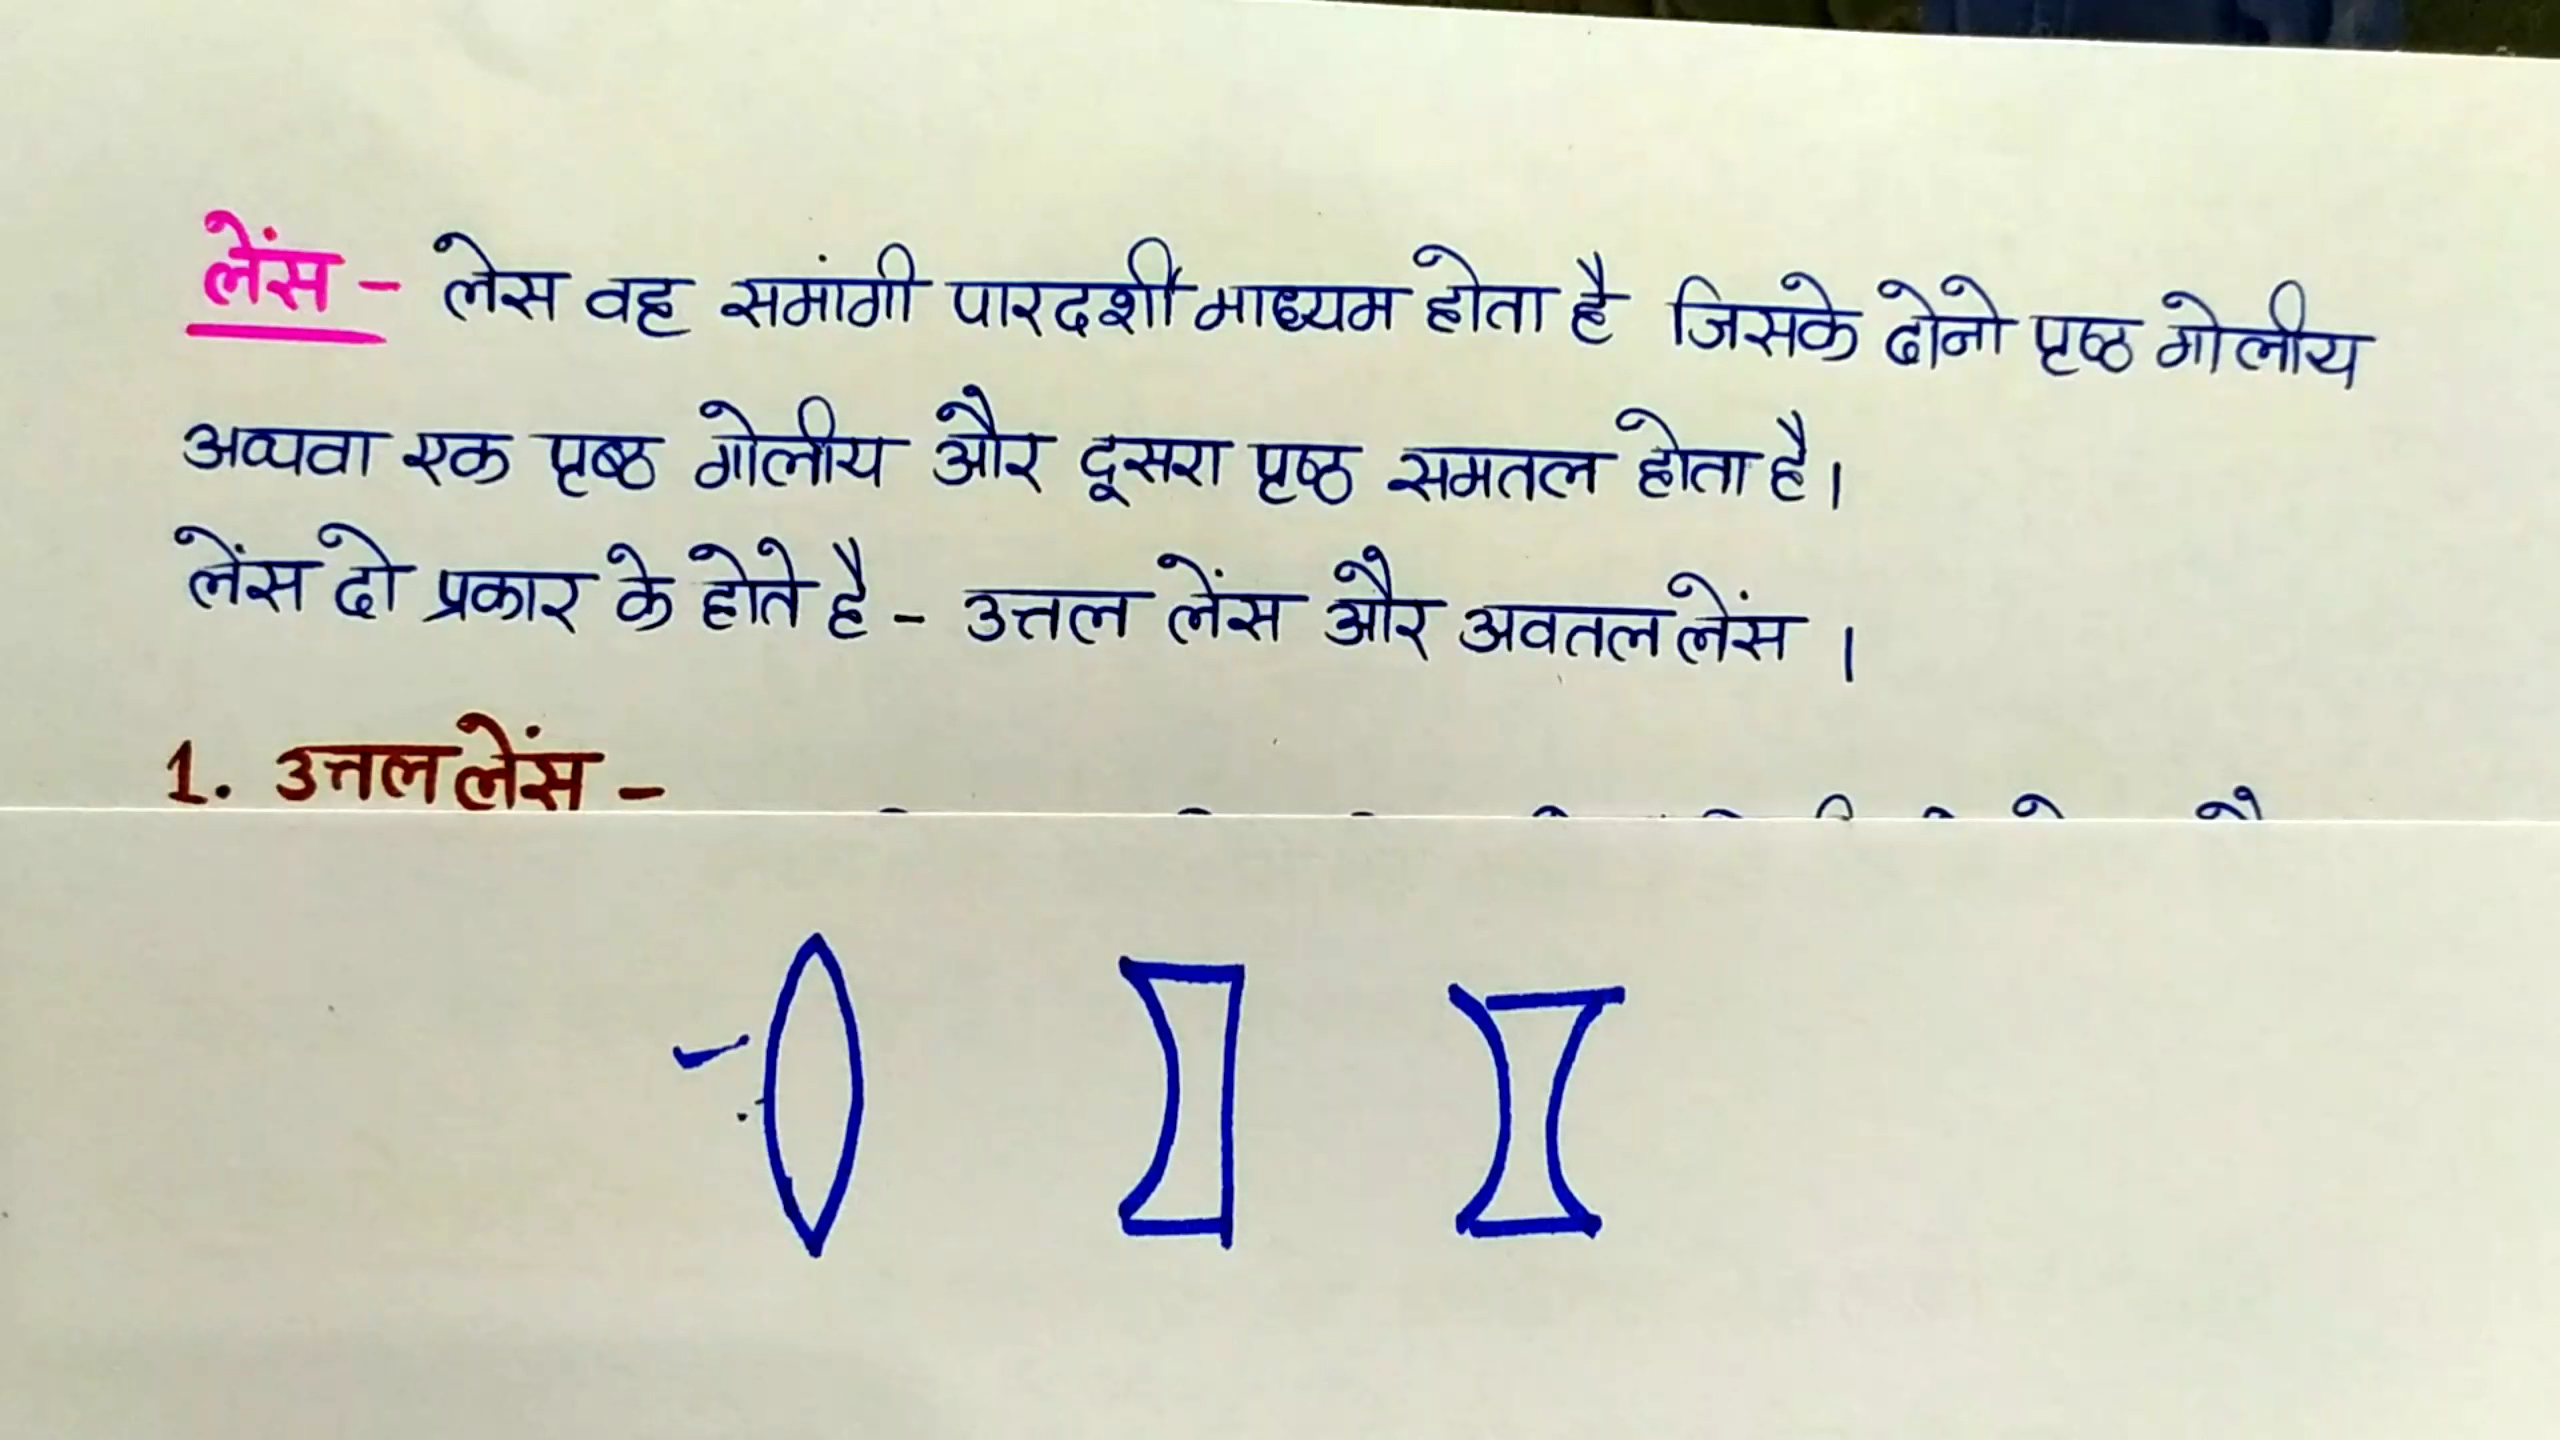 लेंस - लेस वह समांगी पारदर्शी माध्यम होता है जिसके दोनो पृष्ठ गोलीय
अथवा एक पृष्ठ गोलीय और दूसरा पृष्ठ समतल होता है।
लेंस दो प्रकार के होते है - उत्तल लेंस और अवतल लेंस ।
1. उत्तल लेंस -